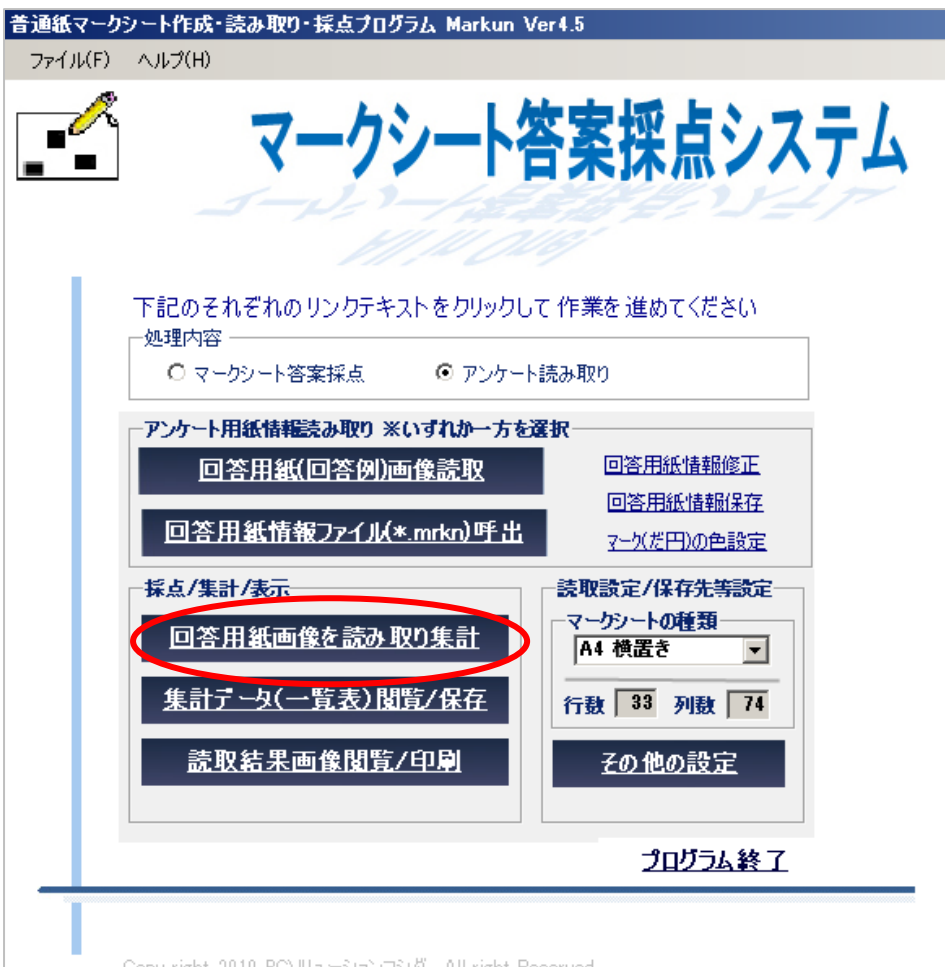 普通紙マークシート作成・読み取り・採点プログラム Markun Ver4.5
ファイル(F) ヘルプ(H)
マークシート答案採点システム
下記のそれぞれのリンクテキストをクリックして作業を進めてください
処理内容
マークシート答案採点 アンケート読み取り
アンケート用紙情報読み取り ※いずれか一方を選択
回答用紙(回答例)画像読取
回答用紙情報修正
回答用紙情報保存
回答用紙情報ファイル(*.mrkn)呼出
マーク(だ円)の色設定
採点/集計/表示
回答用紙画像を読み取り集計
集計データ(一覧表)閲覧/保存
読取結果画像閲覧/印刷
読取設定/保存先等設定
マークシートの種類
A4 横置き
行数 33 列数 74
その他の設定
プログラム終了
All right Reserved